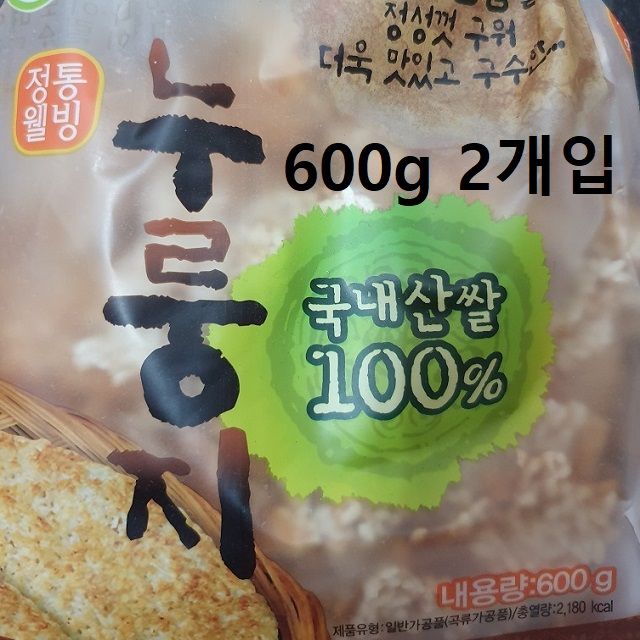 정성껏 구워
더욱 맛있고 구수
정통
웰빙
누룽지
600g 2개입
국내산쌀
100%
내용량:600 g
제품유형: 일반가공품(곡류가공품)/총열량:2,180 kcal